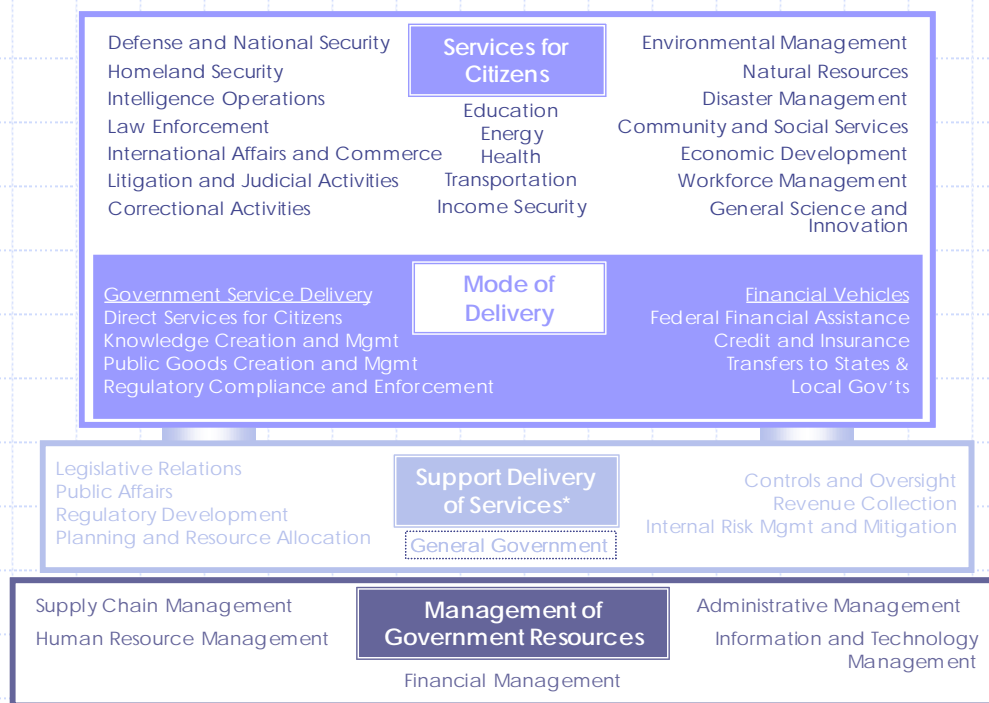 Services for
Citizens
Defense and National Security
Homeland Security
Intelligence Operations
Law Enforcement
International Affairs and Commerce
Litigation and Judicial Activities
Correctional Activities
Education
Energy
Health
Transportation
Income Security
Environmental Management
Natural Resources
Disaster Management
Community and Social Services
Economic Development
Workforce Management
General Science and
Innovation
Mode of
Delivery
Government Service Delivery
Direct Services for Citizens
Knowledge Creation and Mgmt
Public Goods Creation and Mgmt
Regulatory Compliance and Enforcement
Financial Vehicles
Federal Financial Assistance
Credit and Insurance
Transfers to States &
Local Gov'ts
Support Delivery
of Services*
Legislative Relations
Public Affairs
Regulatory Development
Planning and Resource Allocation
General Government
Controls and Oversight
Revenue Collection
Internal Risk Mgmt and Mitigation
Management of
Government Resources
Supply Chain Management
Human Resource Management
Financial Management
Administrative Management
Information and Technology
Management